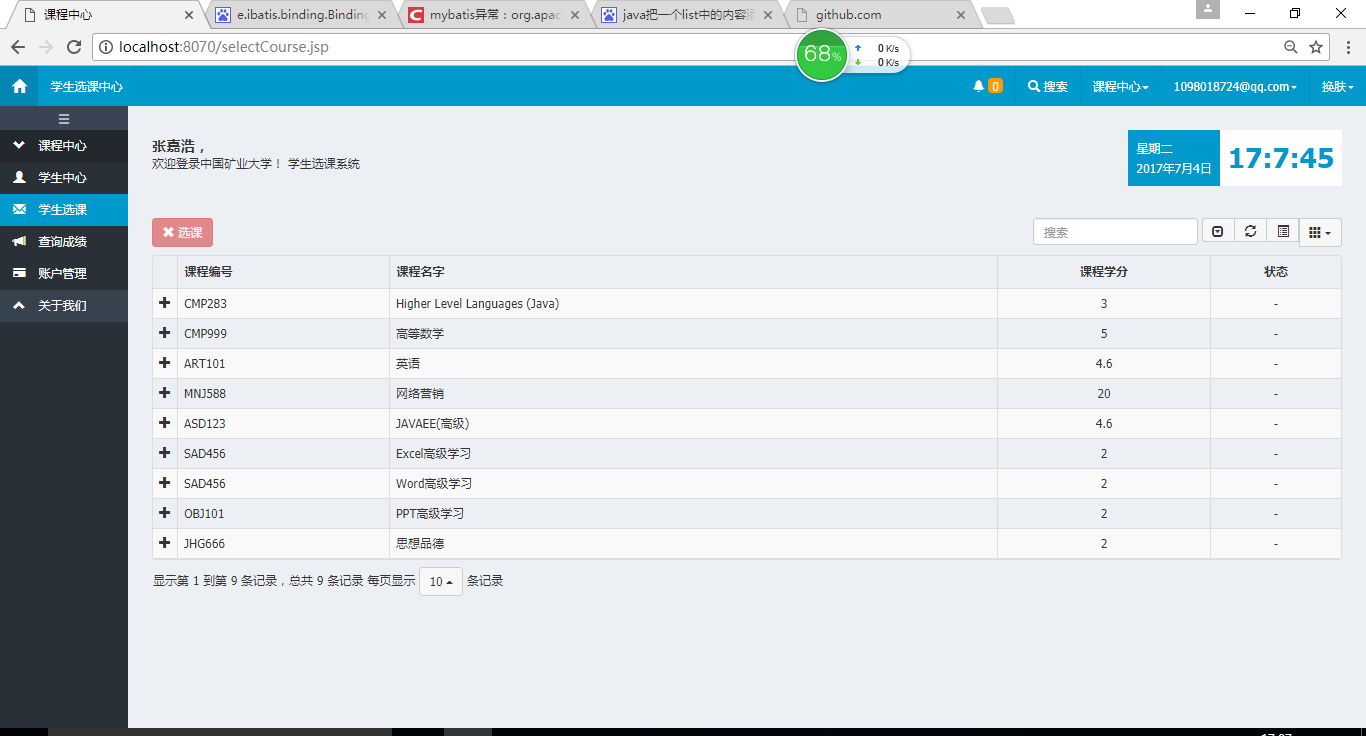 课程中心
e.ibatis.binding.Binding
mybatis异常：org.apac
java把一个list中的内容添
github.com
localhost:8070/selectCourse.jsp
68%
0 K/s
0 K/s
学生选课中心
0
搜索
课程中心
1098018724@qq.com
换肤
课程中心
学生中心
学生选课
查询成绩
账户管理
关于我们
张嘉浩，
欢迎登录中国矿业大学！ 学生选课系统
星期二
2017年7月4日
17:7:45
选课
搜索
课程编号 课程名字 课程学分 状态
CMP283 Higher Level Languages (Java) 3 -
CMP999 高等数学 5 -
ART101 英语 4.6 -
MNJ588 网络营销 20 -
ASD123 JAVAEE(高级) 4.6 -
SAD456 Excel高级学习 2 -
SAD456 Word高级学习 2 -
OBJ101 PPT高级学习 2 -
JHG666 思想品德 2 -
显示第 1 到第 9 条记录，总共 9 条记录 每页显示 10 条记录